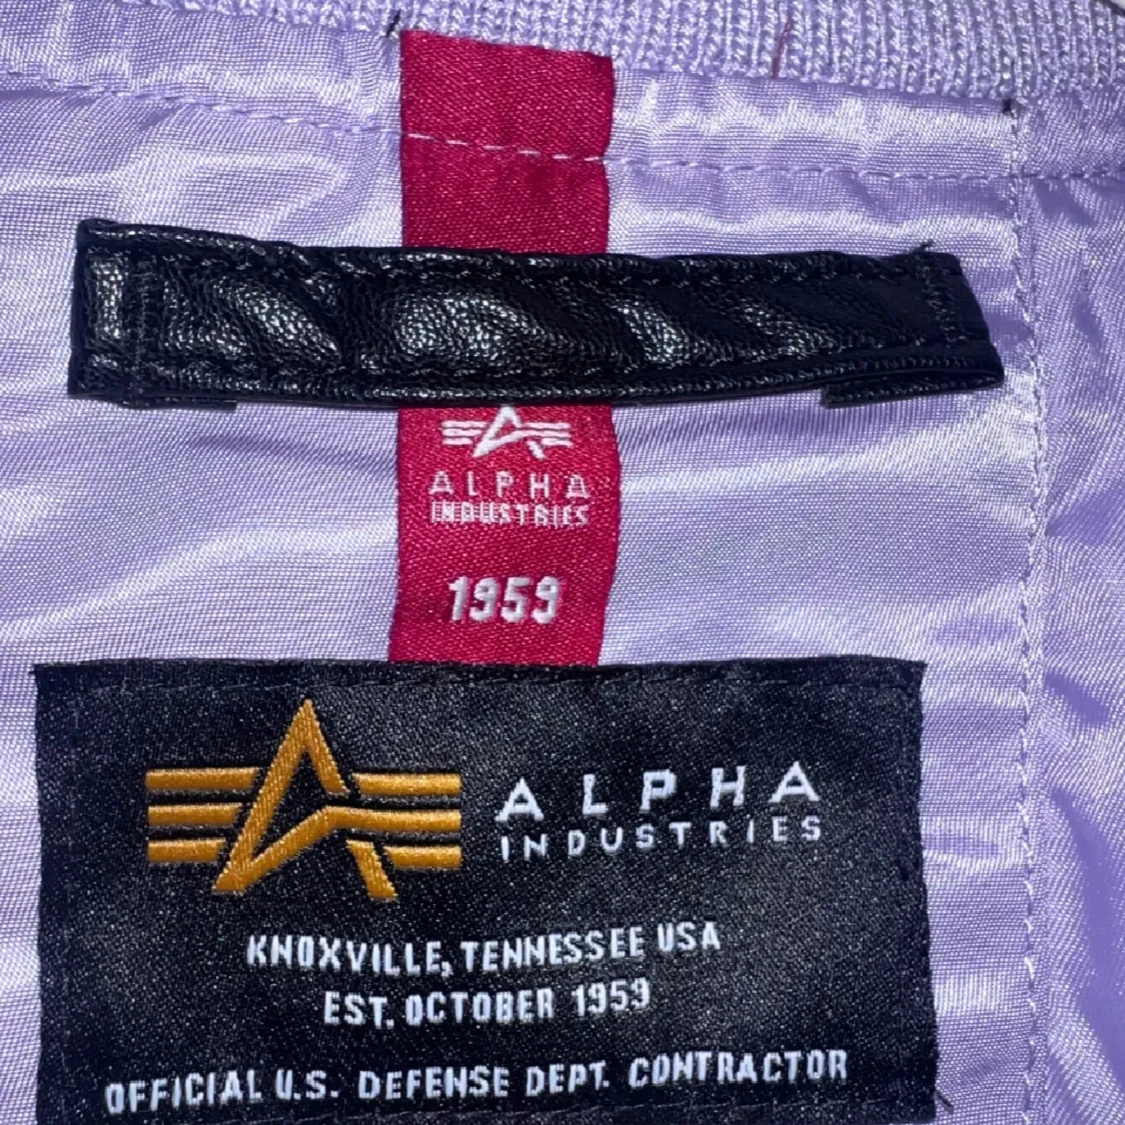 ALPHA
INDUSTRIES
1959
ALPHA
INDUSTRIES
KNOXVILLE, TENNESSEE USA
EST. OCTOBER 1959
OFFICIAL U.S. DEFENSE DEPT. CONTRACTOR